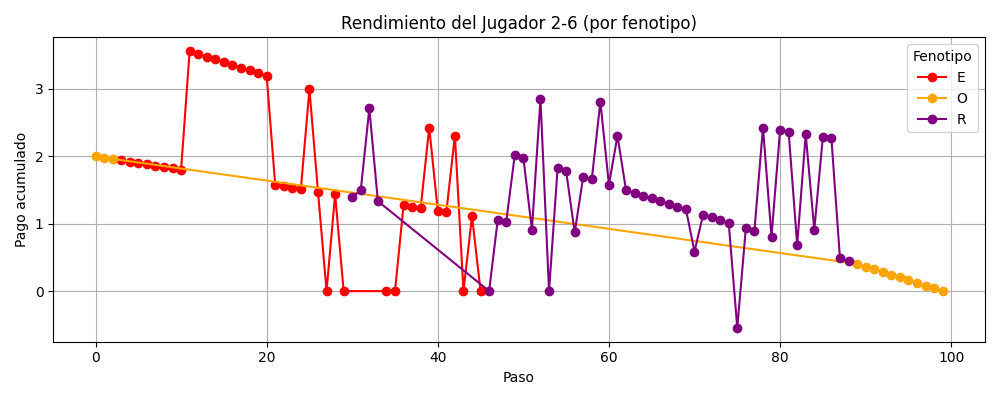 Rendimiento del Jugador 2-6 (por fenotipo)
Pago acumulado
3
2
1
0
Fenotipo
E
O
R
0 20 40 60 80 100
Paso